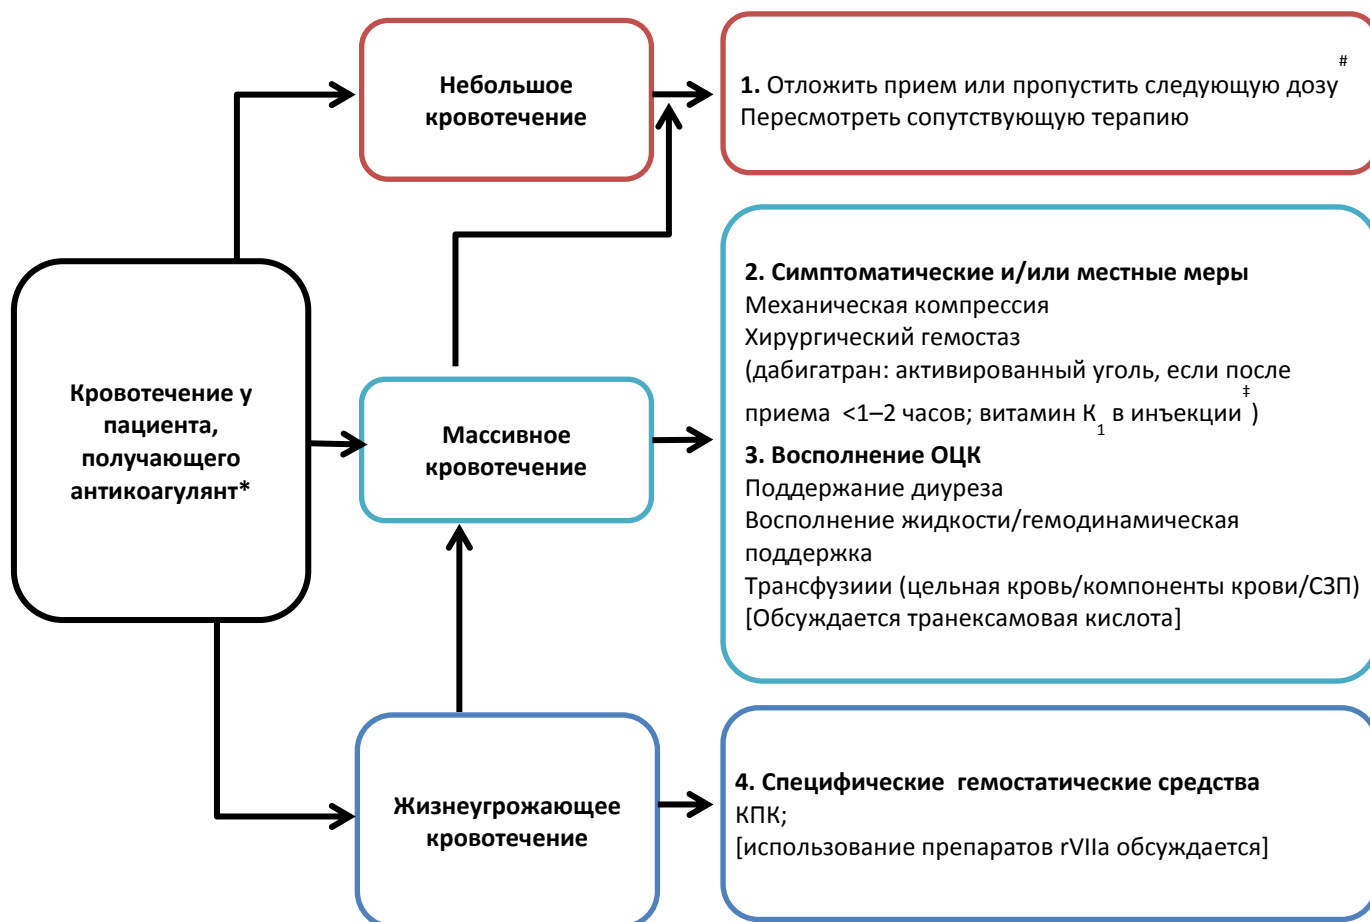 Небольшое
кровотечение
#
1. Отложить прием или пропустить следующую дозу
Пересмотреть сопутствующую терапию
Кровотечение у
пациента,
получающего
антикоагулянт*
Массивное
кровотечение
2. Симптоматические и/или местные меры
Механическая компрессия
Хирургический гемостаз
(дабигатран: активированный уголь, если после
приема <1–2 часов; витамин К1 в инъекции‡)
3. Восполнение ОЦК
Поддержание диуреза
Восполнение жидкости/гемодинамическая
поддержка
Трансфузиии (цельная кровь/компоненты крови/СЗП)
[Обсуждается транексамовая кислота]
Жизнеугрожающее
кровотечение
4. Специфические гемостатические средства
КПК;
[использование препаратов rVIIa обсуждается]